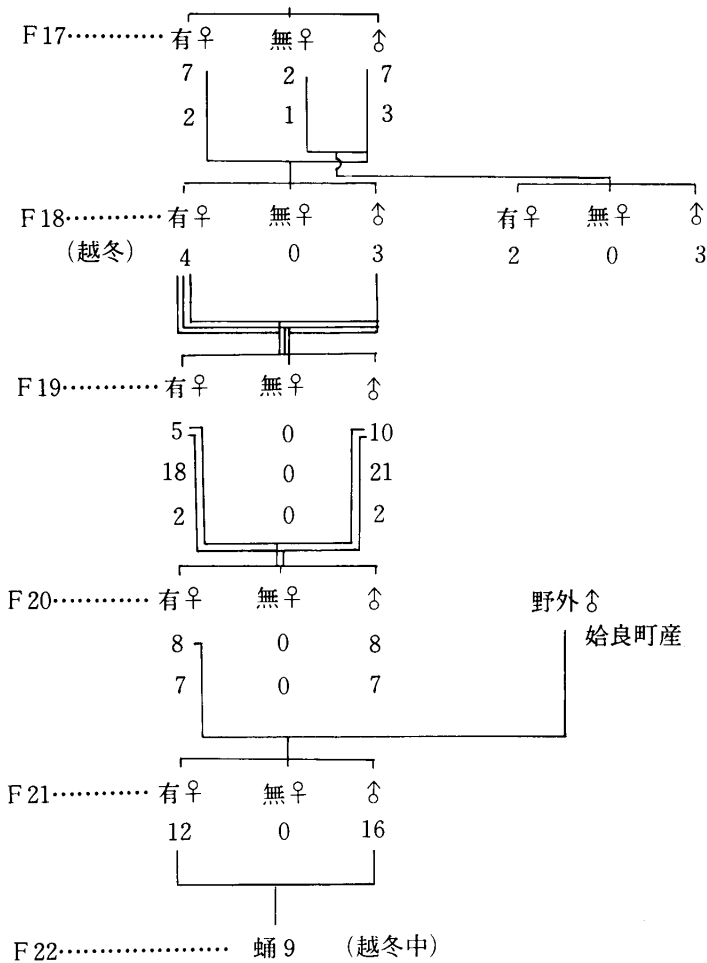 F17………… 有♀ 無♀ ♂
7 2 7
2 1 3
F18………… 有♀ 無♀ ♂ 有♀ 無♀ ♂
(越冬) 4 0 3 2 0 3
F19………… 有♀ 無♀ ♂
5 0 10
18 0 21
2 0 2
F20………… 有♀ 無♀ ♂ 野外♂
姶良町産
8 0 8
7 0 7
F21………… 有♀ 無♀ ♂
12 0 16
F22………………… 蛹9 (越冬中)